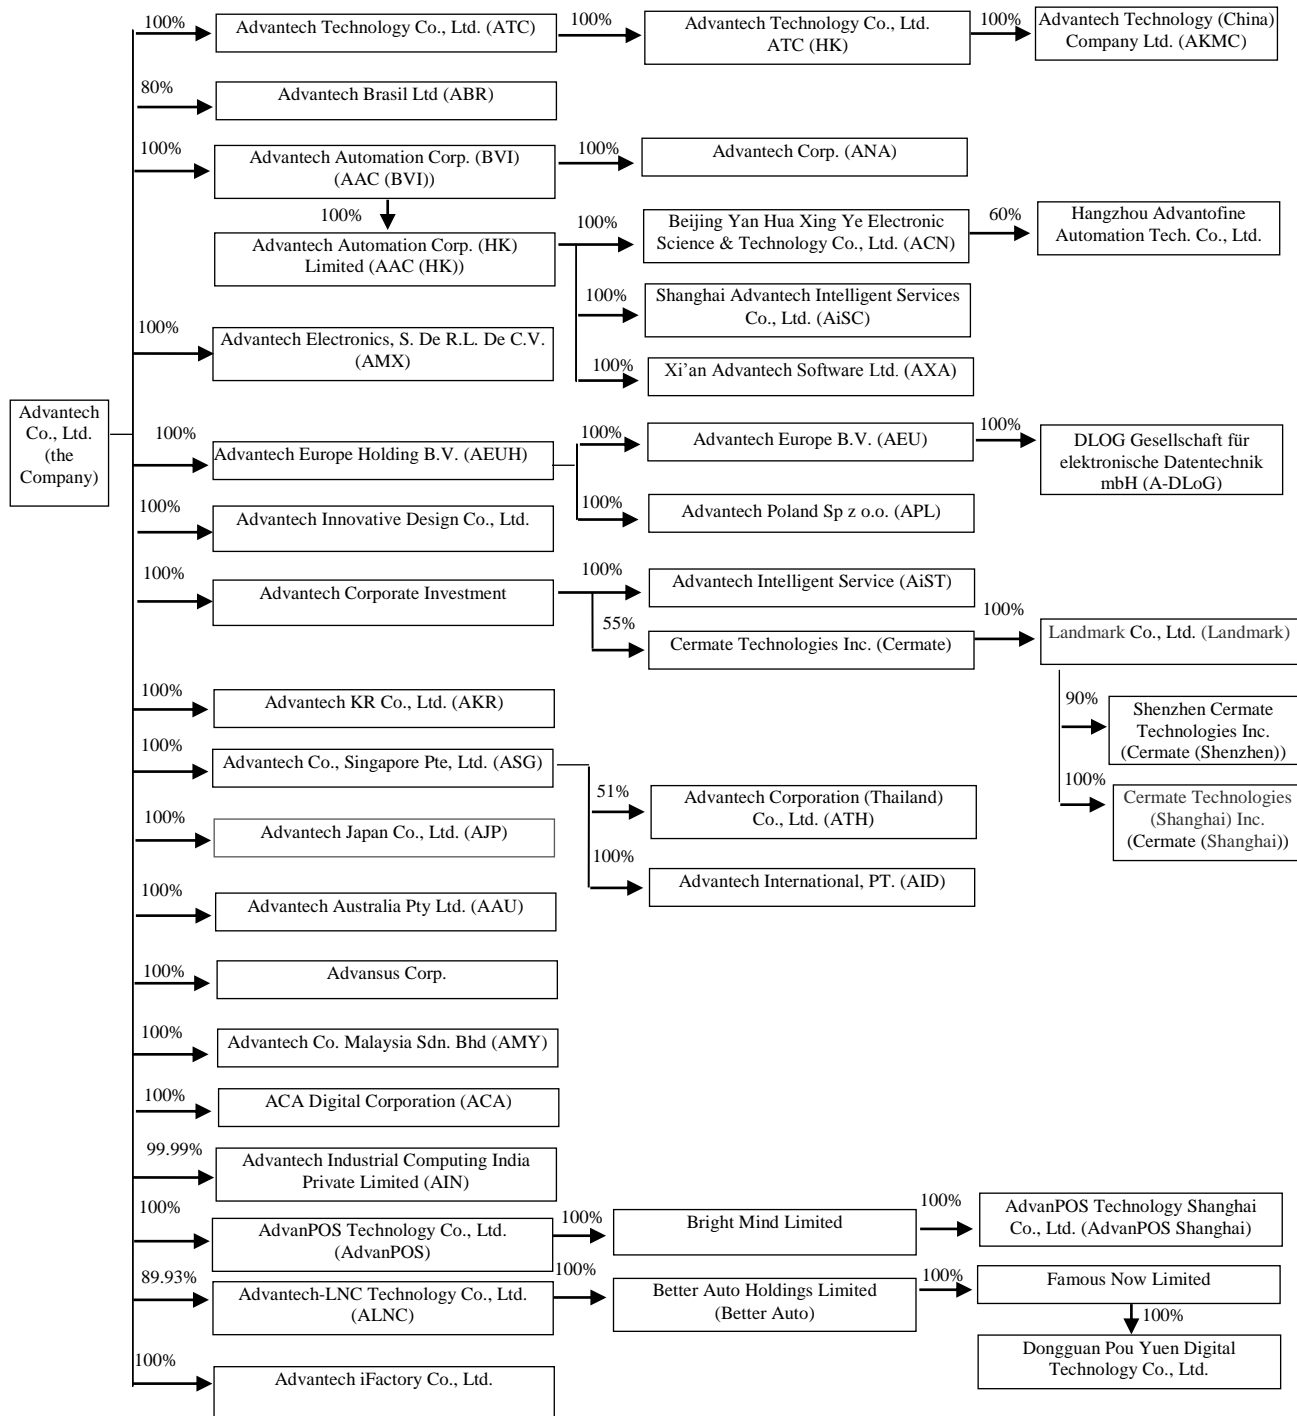 100%
Advantech Technology Co., Ltd. (ATC)
100%
Advantech Technology Co., Ltd.
ATC (HK)
100%
Advantech Technology (China)
Company Ltd. (AKMC)
80%
Advantech Brasil Ltd (ABR)
100%
Advantech Automation Corp. (BVI)
(AAC (BVI))
100%
Advantech Corp. (ANA)
100%
Advantech Automation Corp. (HK)
Limited (AAC (HK))
100%
Beijing Yan Hua Xing Ye Electronic
Science & Technology Co., Ltd. (ACN)
60%
Hangzhou Advantofine
Automation Tech. Co., Ltd.
100%
Shanghai Advantech Intelligent Services
Co., Ltd. (AiSC)
100%
Xi’an Advantech Software Ltd. (AXA)
100%
Advantech Electronics, S. De R.L. De C.V.
(AMX)
Advantech
Co., Ltd.
(the
Company)
100%
Advantech Europe Holding B.V. (AEUH)
100%
Advantech Europe B.V. (AEU)
100%
DLOG Gesellschaft für
elektronische Datentechnik
mbH (A-DLoG)
100%
Advantech Poland Sp z o.o. (APL)
100%
Advantech Innovative Design Co., Ltd.
100%
Advantech Corporate Investment
100%
Advantech Intelligent Service (AiST)
55%
Cermate Technologies Inc. (Cermate)
100%
Landmark Co., Ltd. (Landmark)
90%
Shenzhen Cermate
Technologies Inc.
(Cermate (Shenzhen))
100%
Cermate Technologies
(Shanghai) Inc.
(Cermate (Shanghai))
100%
Advantech KR Co., Ltd. (AKR)
100%
Advantech Co., Singapore Pte, Ltd. (ASG)
51%
Advantech Corporation (Thailand)
Co., Ltd. (ATH)
100%
Advantech International, PT. (AID)
100%
Advantech Japan Co., Ltd. (AJP)
100%
Advantech Australia Pty Ltd. (AAU)
100%
Advansus Corp.
100%
Advantech Co. Malaysia Sdn. Bhd (AMY)
100%
ACA Digital Corporation (ACA)
99.99%
Advantech Industrial Computing India
Private Limited (AIN)
100%
AdvanPOS Technology Co., Ltd.
(AdvanPOS)
100%
Bright Mind Limited
100%
AdvanPOS Technology Shanghai
Co., Ltd. (AdvanPOS Shanghai)
89.93%
Advantech-LNC Technology Co., Ltd.
(ALNC)
100%
Better Auto Holdings Limited
(Better Auto)
100%
Famous Now Limited
100%
Dongguan Pou Yuen Digital
Technology Co., Ltd.
100%
Advantech iFactory Co., Ltd.